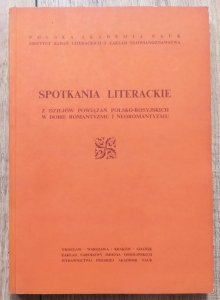 POLSKA AKADEMIA NAUK
INSTYTUT BADAŃ LITERACKICH I ZAKŁAD SŁOWIANOZNAWSTWA
SPOTKANIA LITERACKIE
Z DZIEJÓW POWIĄZAŃ POLSKO-ROSYJSKICH
W DOBIE ROMANTYZMU I NEOROMANTYZMU
WROCŁAW · WARSZAWA · KRAKÓW · GDAŃSK
ZAKŁAD NARODOWY IMIENIA OSSOLIŃSKICH
WYDAWNICTWO POLSKIEJ AKADEMII NAUK